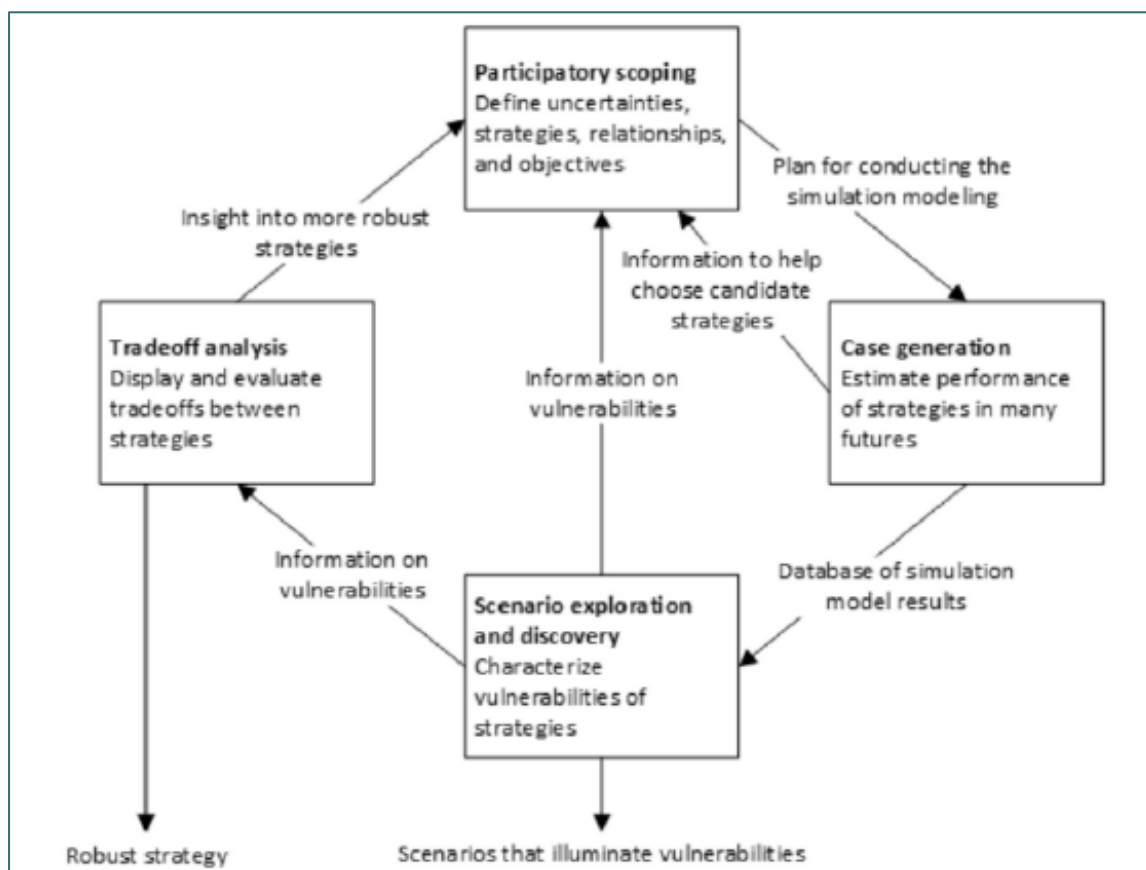 Participatory scoping
Define uncertainties,
strategies, relationships,
and objectives
Plan for conducting the
simulation modeling
Insight into more robust
strategies
Information to help
choose candidate
strategies
Tradeoff analysis
Display and evaluate
tradeoffs between
strategies
Information on
vulnerabilities
Case generation
Estimate performance
of strategies in many
futures
Information on
vulnerabilities
Database of simulation
model results
Scenario exploration
and discovery
Characterize
vulnerabilities of
strategies
Robust strategy
Scenarios that illuminate vulnerabilities